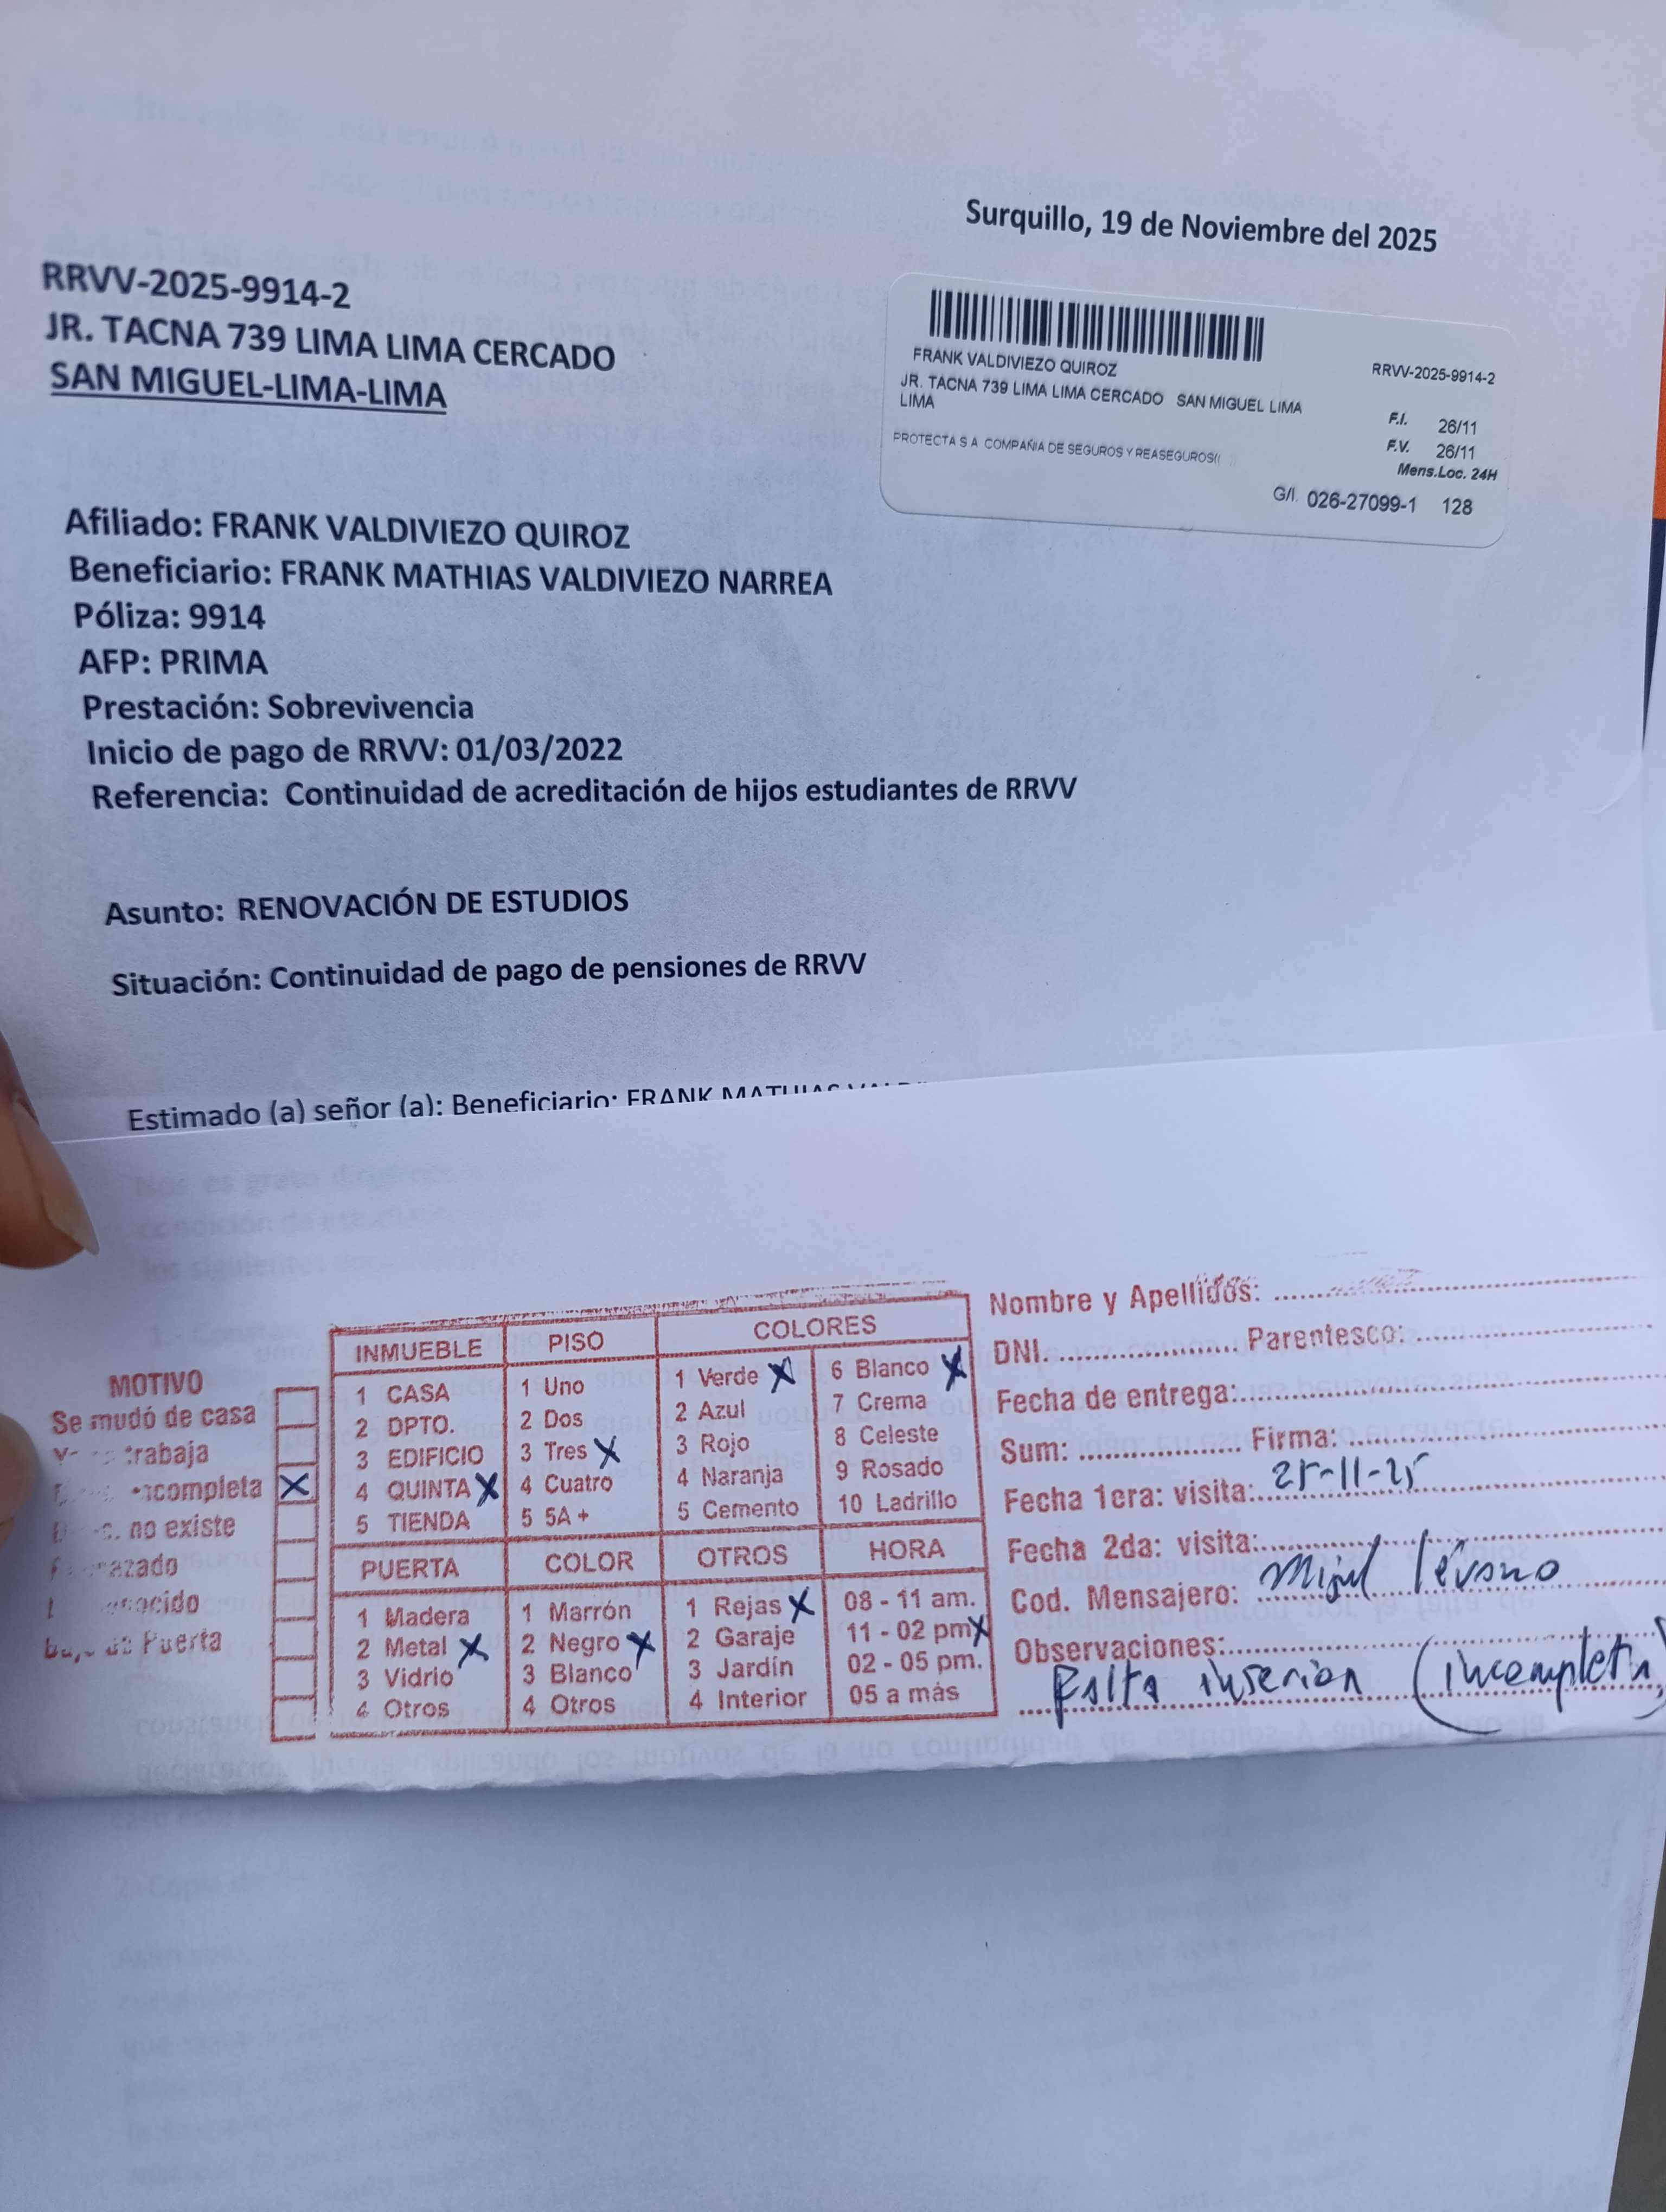 Surquillo, 19 de Noviembre del 2025
RRVV-2025-9914-2
JR. TACNA 739 LIMA LIMA CERCADO
SAN MIGUEL-LIMA-LIMA
FRANK VALDIVIEZO QUIROZ
RRVV-2025-9914-2
JR. TACNA 739 LIMA LIMA CERCADO SAN MIGUEL LIMA
LIMA
F.I. 26/11
F.V. 26/11
PROTECTA S A COMPAÑIA DE SEGUROS Y REASEGUROS((
Mens.Loc. 24H
G/I. 026-27099-1 128
Afiliado: FRANK VALDIVIEZO QUIROZ
Beneficiario: FRANK MATHIAS VALDIVIEZO NARREA
Póliza: 9914
AFP: PRIMA
Prestación: Sobrevivencia
Inicio de pago de RRVV: 01/03/2022
Referencia: Continuidad de acreditación de hijos estudiantes de RRVV
Asunto: RENOVACIÓN DE ESTUDIOS
Situación: Continuidad de pago de pensiones de RRVV
Estimado (a) señor (a): Beneficiario: FRANK MATHIAS
MOTIVO
Se mudó de casa
trabaja
incompleta X
no existe
de Puerta
INMUEBLE
1 CASA
2 DPTO.
3 EDIFICIO
4 QUINTA X
5 TIENDA
PISO
1 Uno
2 Dos
3 Tres X
4 Cuatro
5 5A +
COLORES
1 Verde X
2 Azul
3 Rojo
4 Naranja
5 Cemento
6 Blanco X
7 Crema
8 Celeste
9 Rosado
10 Ladrillo
PUERTA
1 Madera
2 Metal X
3 Vidrio
4 Otros
COLOR
1 Marrón
2 Negro X
3 Blanco
4 Otros
OTROS
1 Rejas X
2 Garaje
3 Jardín
4 Interior
HORA
08 - 11 am.
11 - 02 pm X
02 - 05 pm.
05 a más
Nombre y Apellidos:
DNI. Parentesco:
Fecha de entrega:
Sum: Firma:
Fecha 1era: visita: 25-11-25
Fecha 2da: visita:
Cod. Mensajero: Miguel Lévano
Observaciones:
Falta (incompleta)